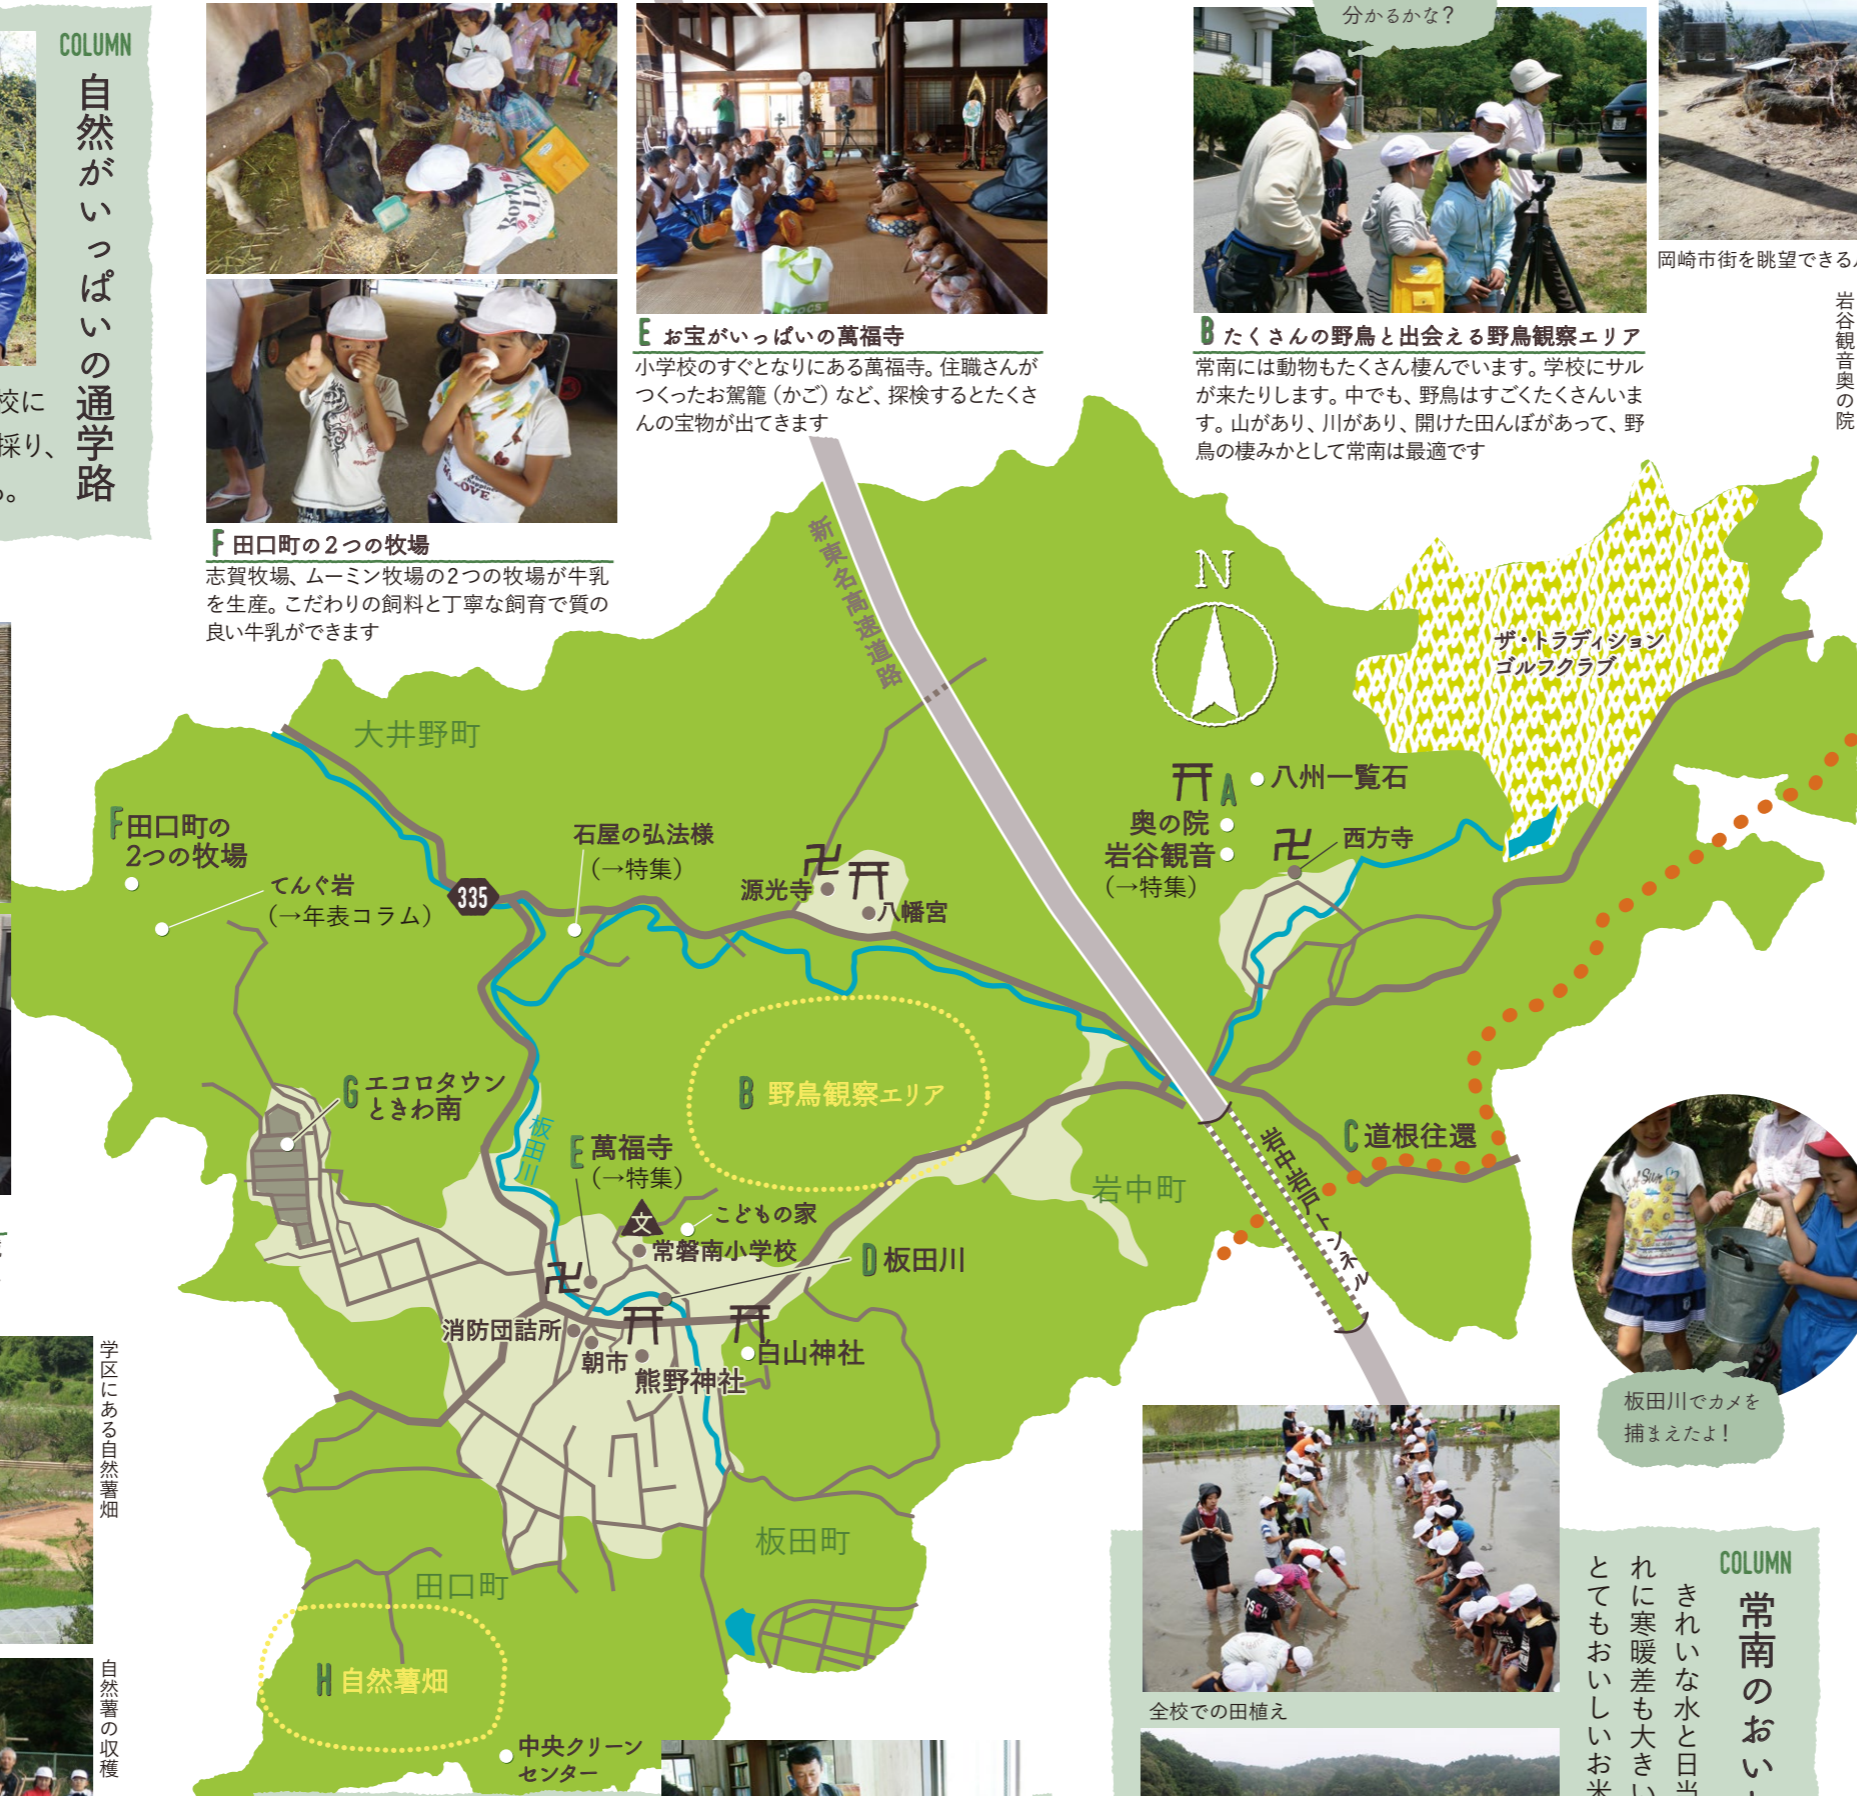 COLUMN
自然がいっぱいの通学路
校に
採り、
る。
F 田口町の2つの牧場
志賀牧場、ムーミン牧場の2つの牧場が牛乳
を生産。こだわりの飼料と丁寧な飼育で質の
良い牛乳ができます
E お宝がいっぱいの萬福寺
小学校のすぐとなりにある萬福寺。住職さんが
つくったお駕籠（かご）など、探検するとたくさ
んの宝物が出てきます
分かるかな？
B たくさんの野鳥と出会える野鳥観察エリア
常南には動物もたくさん棲んでいます。学校にサル
が来たりします。中でも、野鳥はすごくたくさんいま
す。山があり、川があり、開けた田んぼがあって、野
鳥の棲みかとして常南は最適です
岡崎市街を眺望できる
岩谷観音奥の院
新東名高速道路
N
ザ・トラディション
ゴルフクラブ
大井野町
F 田口町の
2つの牧場
てんぐ岩
（→年表コラム）
335
石屋の弘法様
（→特集）
源光寺
八幡宮
A
八州一覧石
奥の院
岩谷観音
（→特集）
西方寺
G エコロタウン
ときわ南
板田川
B 野鳥観察エリア
E 萬福寺
（→特集）
文
こどもの家
常磐南小学校
D 板田川
岩中町
岩中岩戸トンネル
C 道根往還
消防団詰所
朝市
熊野神社
白山神社
板田町
田口町
H 自然薯畑
中央クリーン
センター
学区にある自然薯畑
自然薯の収穫
板田川でカメを
捕まえたよ！
全校での田植え
COLUMN
常南のおいし
きれいな水と日当
れに寒暖差も大きい
とてもおいしいお米